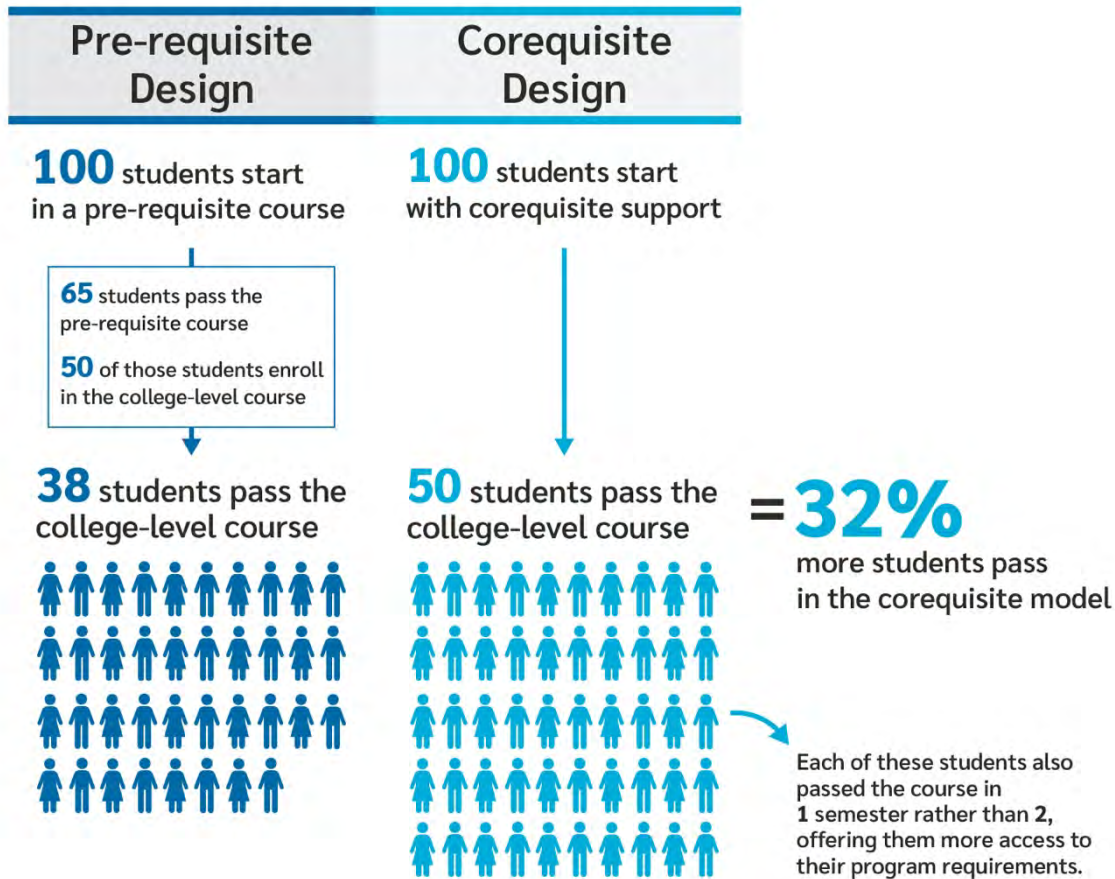 Pre-requisite
Design
Corequisite
Design
100 students start
in a pre-requisite course
65 students pass the
pre-requisite course
50 of those students enroll
in the college-level course
38 students pass the
college-level course
100 students start
with corequisite support
50 students pass the
college-level course
= 32%
more students pass
in the corequisite model
Each of these students also
passed the course in
1 semester rather than 2,
offering them more access to
their program requirements.